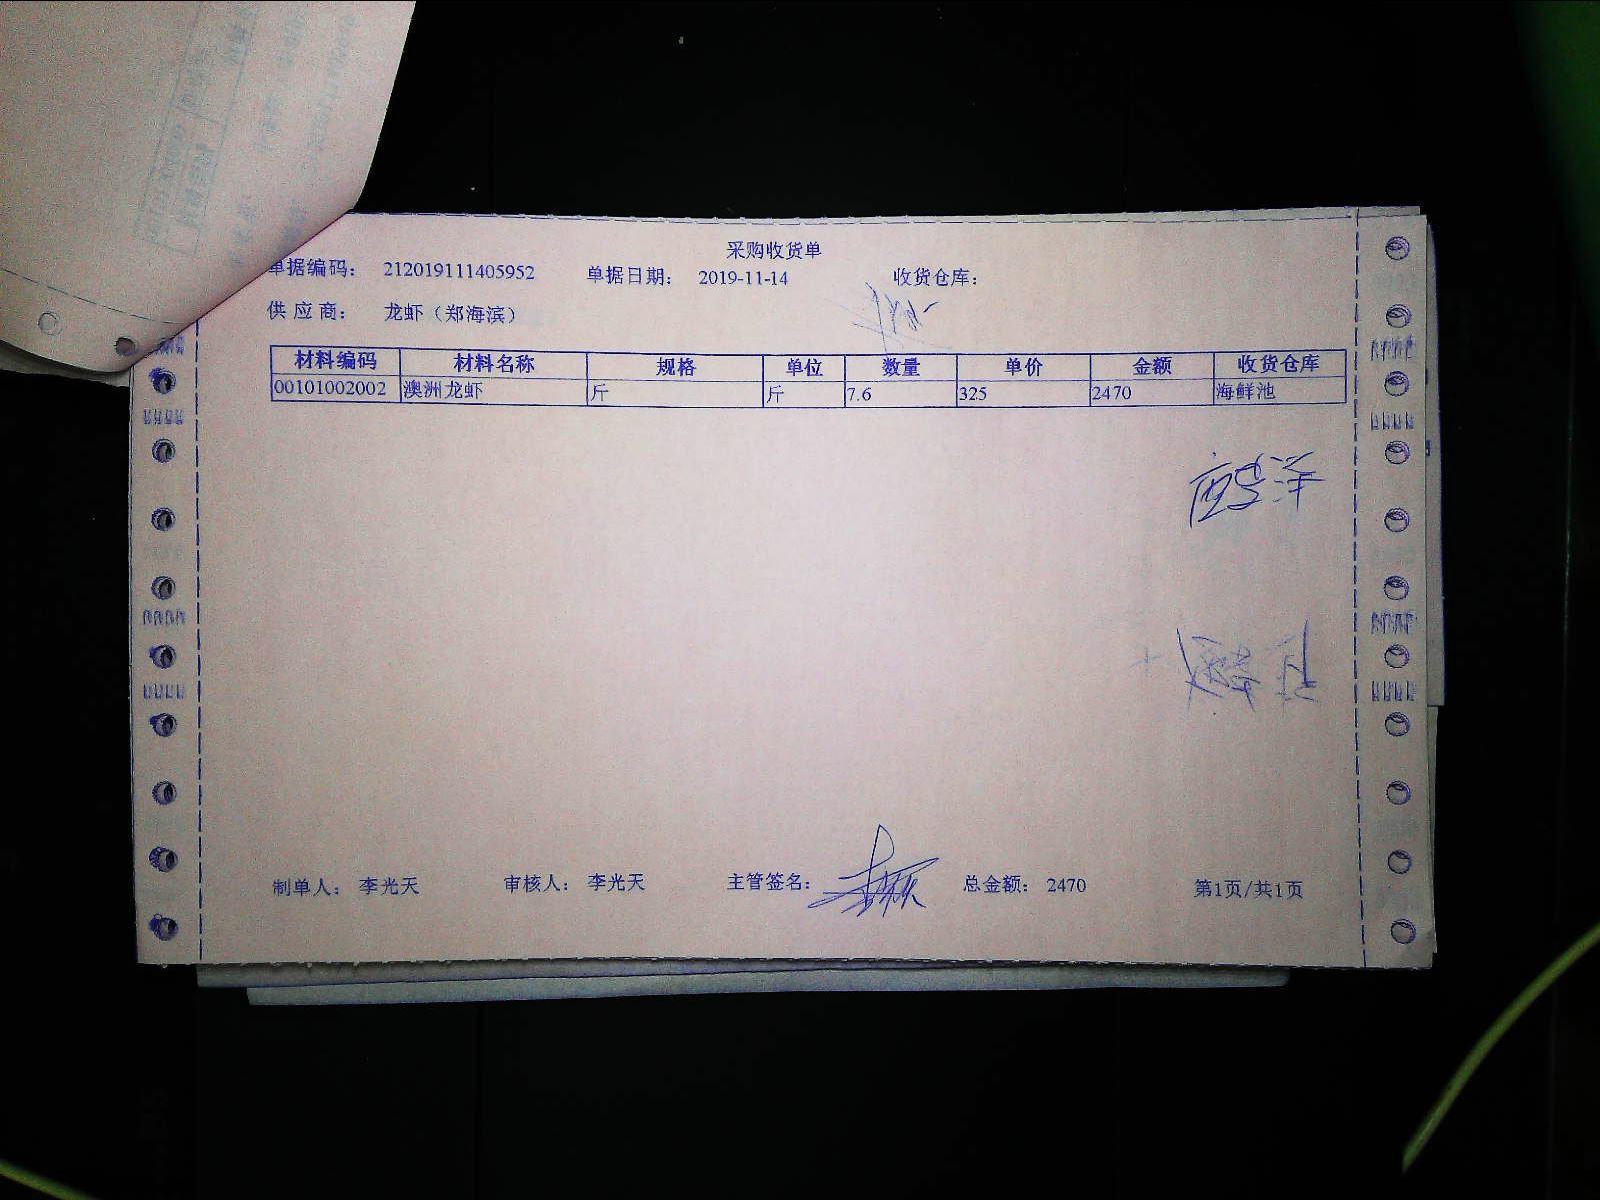 采购收货单
单据编码: 212019111405952 单据日期: 2019-11-14 收货仓库:
供应商: 龙虾（郑海滨）
材料编码 材料名称 规格 单位 数量 单价 金额 收货仓库
00101002002 澳洲龙虾 斤 斤 7.6 325 2470 海鲜池
制单人: 李光天 审核人: 李光天 主管签名: 总金额: 2470 第1页/共1页